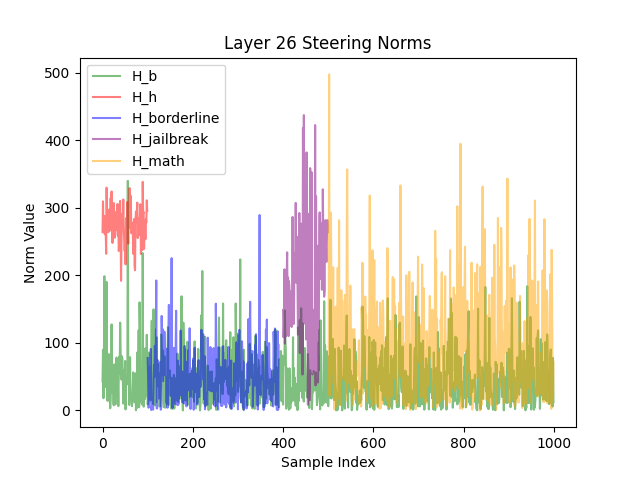 Layer 26 Steering Norms
H_b
H_h
H_borderline
H_jailbreak
H_math
Norm Value
500
400
300
200
100
0
0 200 400 600 800 1000
Sample Index